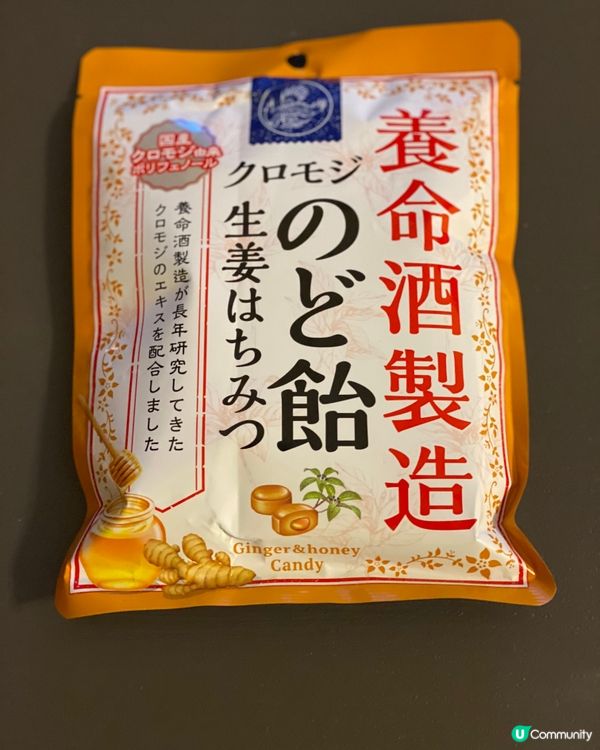 養命酒製造
クロモジ
のど飴
生姜はちみつ
国産
クロモジ由来
ポリフェノール
養命酒製造が長年研究してきた
クロモジのエキスを配合しました
Ginger&honey
Candy
U Community